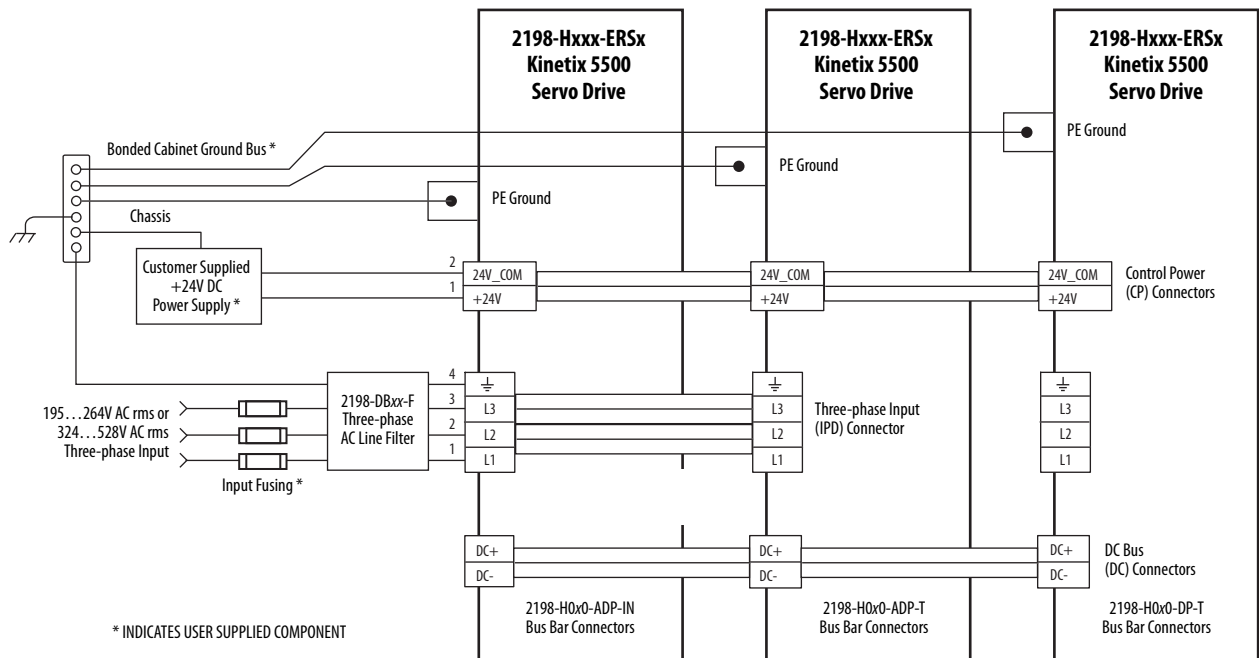 2198-Hxxx-ERSx
Kinetix 5500
Servo Drive
2198-Hxxx-ERSx
Kinetix 5500
Servo Drive
2198-Hxxx-ERSx
Kinetix 5500
Servo Drive
Bonded Cabinet Ground Bus *
PE Ground
PE Ground
PE Ground
Chassis
Customer Supplied
+24V DC
Power Supply *
2
1
24V_COM
+24V
24V_COM
+24V
24V_COM
+24V
Control Power
(CP) Connectors
195…264V AC rms or
324…528V AC rms
Three-phase Input
Input Fusing *
2198-DBxx-F
Three-phase
AC Line Filter
4
3
2
1
L3
L2
L1
L3
L2
L1
Three-phase Input
(IPD) Connector
L3
L2
L1
DC+
DC-
DC+
DC-
DC+
DC-
DC Bus
(DC) Connectors
2198-H0x0-ADP-IN
Bus Bar Connectors
2198-H0x0-ADP-T
Bus Bar Connectors
2198-H0x0-DP-T
Bus Bar Connectors
* INDICATES USER SUPPLIED COMPONENT